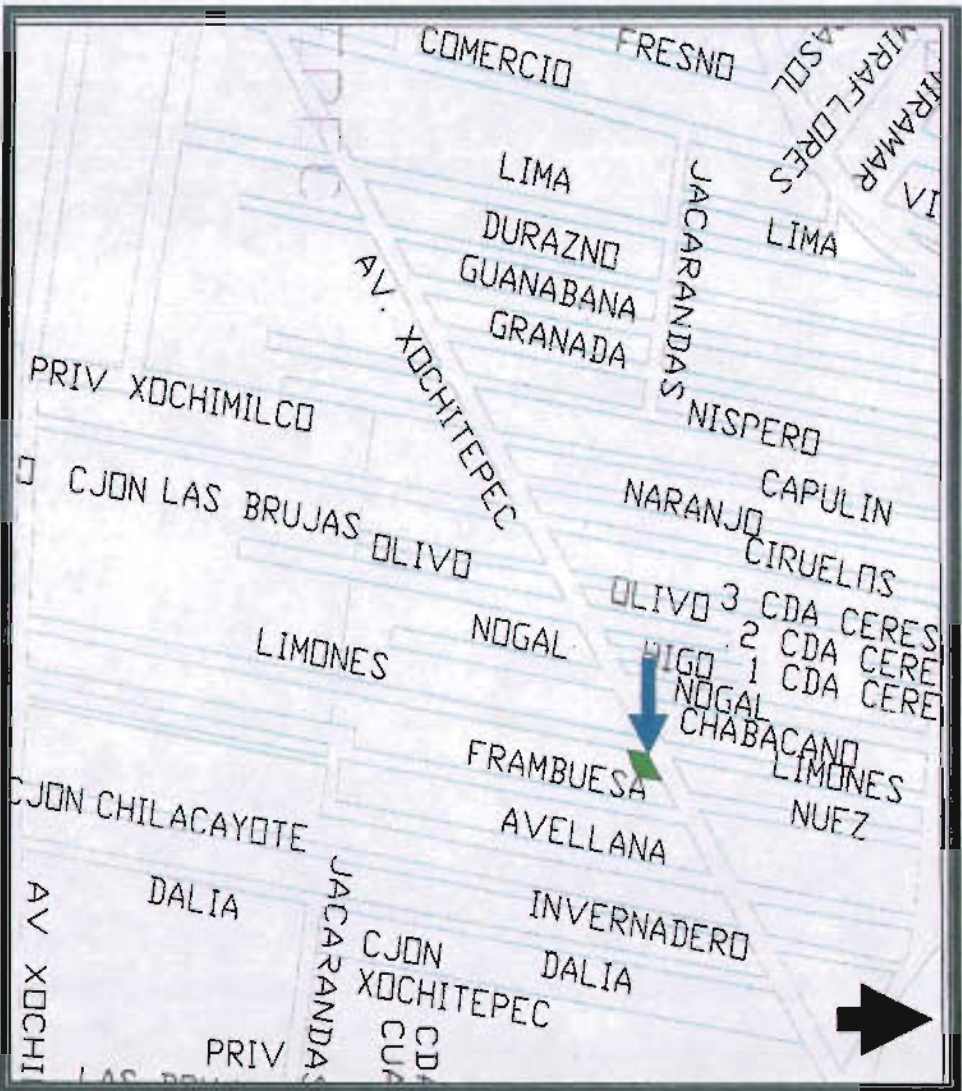 COMERCIO
FRESNO
MIRAFLORES
MIRAMAR
LIMA
JACARANDAS
LIMA
DURAZNO
GUANABANA
GRANADA
AV. XOCHITEPEC
PRIV XOCHIMILCO
NISPERO
CAPULIN
NARANJO
CIRUELOS
CJON LAS BRUJAS
OLIVO
OLIVO
3 CDA CERES
2 CDA CERE
1 CDA CERE
NOGAL
LIMONES
NOGAL
CHABACANO
LIMONES
NUEZ
FRAMBUESA
AVELLANA
CJON CHILACAYOTE
DALIA
JACARANDAS
INVERNADERO
CJON
XOCHITEPEC
DALIA
AV XOCHI
PRIV
CDA
CUA